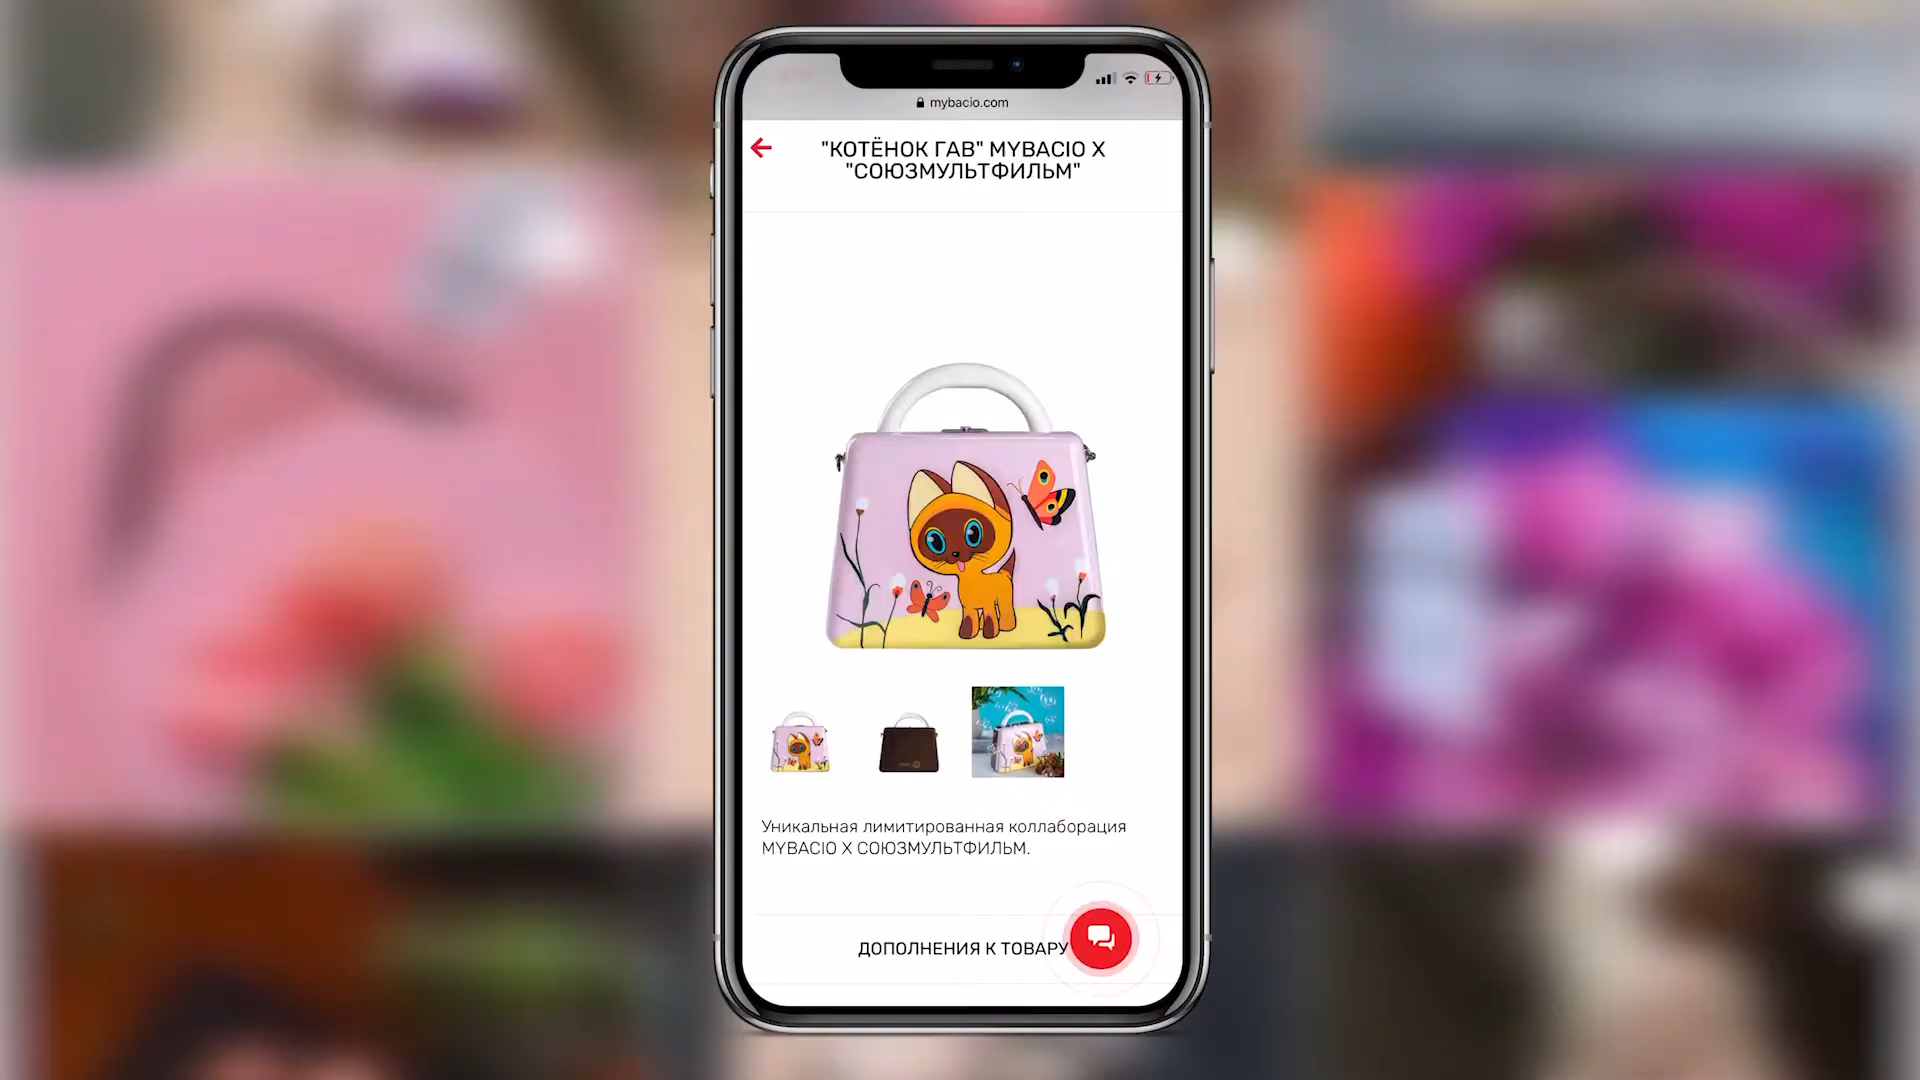 mybacio.com
"КОТЁНОК ГАВ" MYBACIO X
"СОЮЗМУЛЬТФИЛЬМ"
Уникальная лимитированная коллаборация
MYBACIO X СОЮЗМУЛЬТФИЛЬМ.
ДОПОЛНЕНИЯ К ТОВАРУ